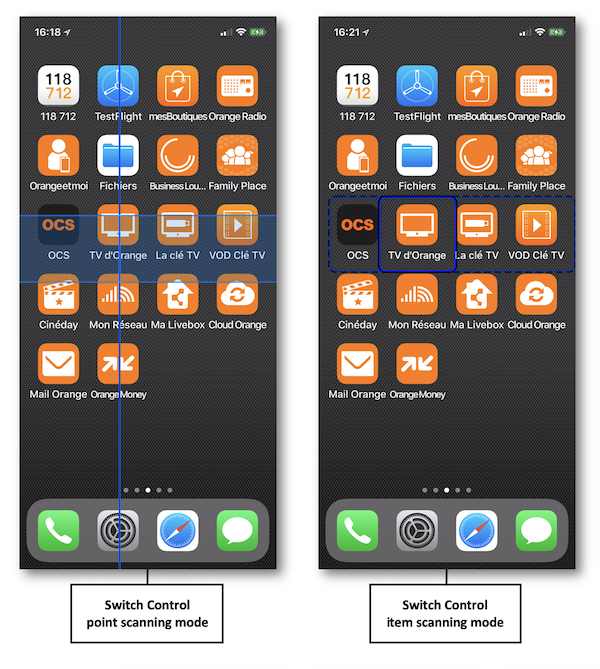 16:18
118
712
118 712 TestFlight mesBoutiques Orange Radio
Orangeetmoi Fichiers Business Lou... Family Place
OCS
OCS TV d'Orange La clé TV VOD Clé TV
Cinéday Mon Réseau Ma Livebox Cloud Orange
Mail Orange Orange Money
Switch Control
point scanning mode
16:21
118
712
118 712 TestFlight mesBoutiques Orange Radio
Orangeetmoi Fichiers Business Lou... Family Place
OCS
OCS TV d'Orange La clé TV VOD Clé TV
Cinéday Mon Réseau Ma Livebox Cloud Orange
Mail Orange Orange Money
Switch Control
item scanning mode